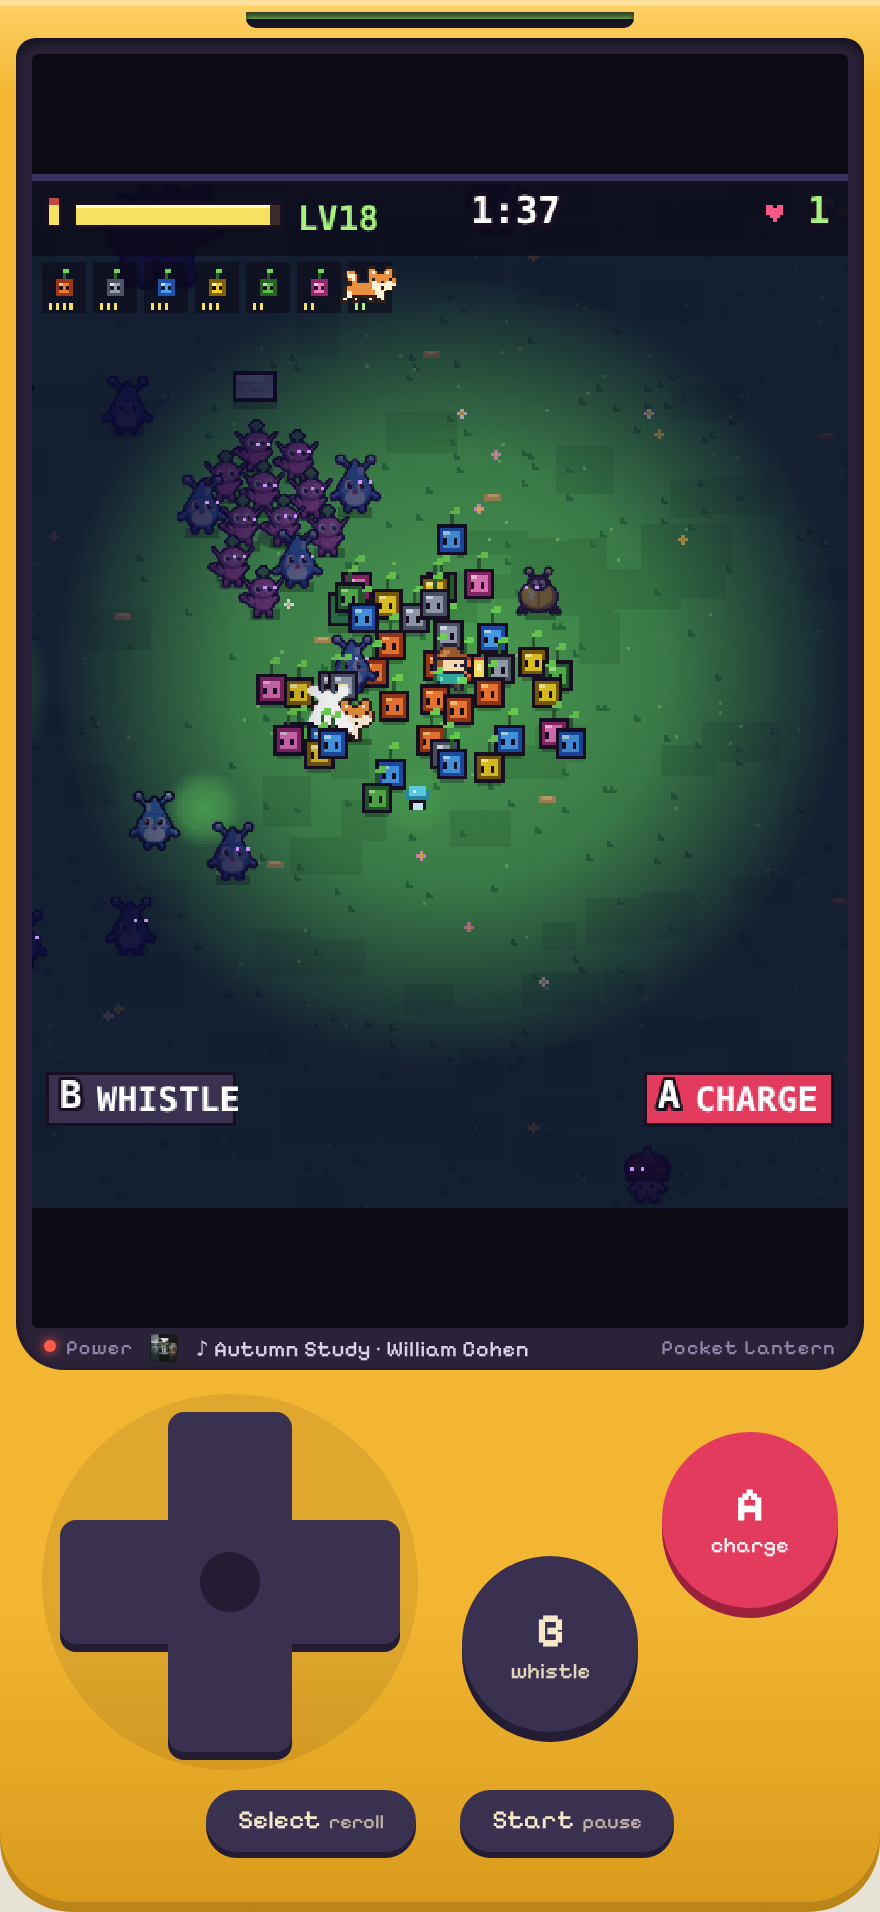 LV18 1:37 1
B WHISTLE A CHARGE
Power ♪ Autumn Study · William Cohen Pocket Lantern
A
charge
B
whistle
Select reroll Start pause